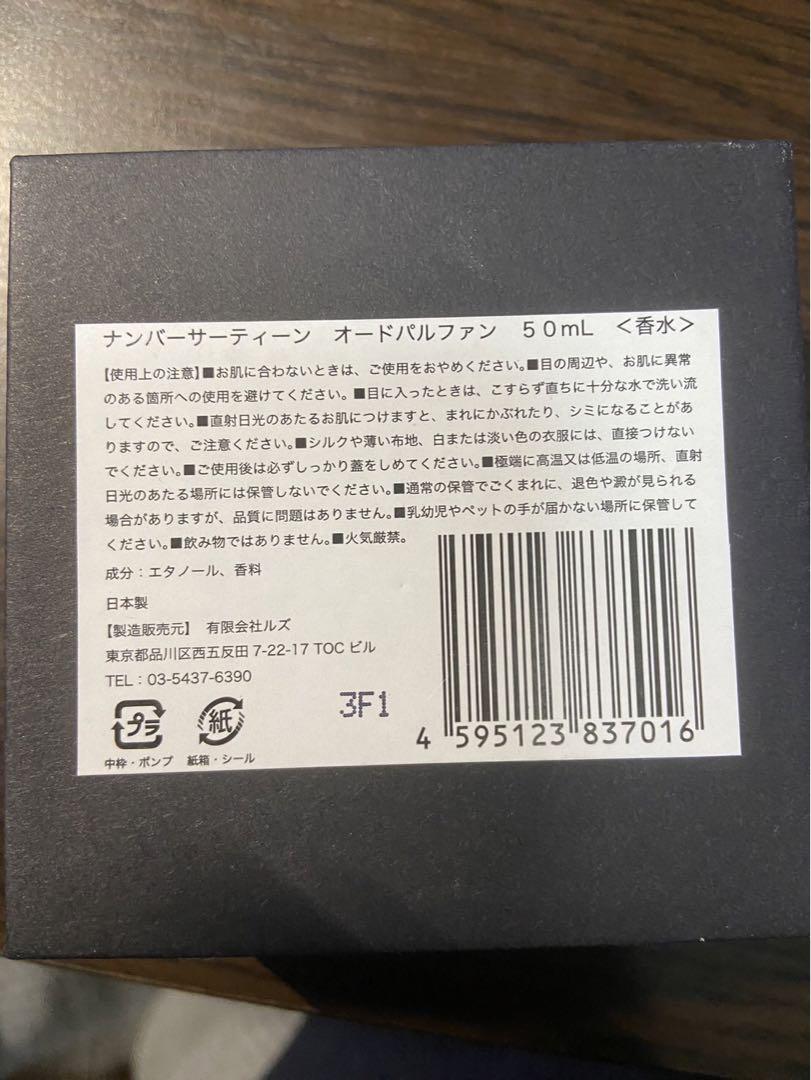 ナンバーサーティーン　オードパルファン　５０mL　＜香水＞
【使用上の注意】■お肌に合わないときは、ご使用をおやめください。■目の周辺や、お肌に異常
のある箇所への使用を避けてください。■目に入ったときは、こすらず直ちに十分な水で洗い流
してください。■直射日光のあたるお肌につけますと、まれにかぶれたり、シミになることがあ
りますので、ご注意ください。■シルクや薄い布地、白または淡い色の衣服には、直接つけない
でください。■ご使用後は必ずしっかり蓋をしめてください。■極端に高温又は低温の場所、直射
日光のあたる場所には保管しないでください。■通常の保管でごくまれに、退色や澱が見られる
場合がありますが、品質に問題はありません。■乳幼児やペットの手が届かない場所に保管して
ください。■飲み物ではありません。■火気厳禁。
成分：エタノール、香料
日本製
【製造販売元】　有限会社ルズ
東京都品川区西五反田 7-22-17 TOC ビル
TEL：03-5437-6390
プラ 紙
中枠・ポンプ　紙箱・シール
3F1
4 595123 837016